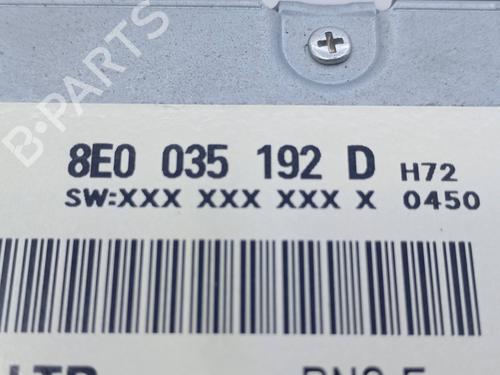 B-PARTS
8E0 035 192 D H72
SW:XXX XXX XXX X 0450